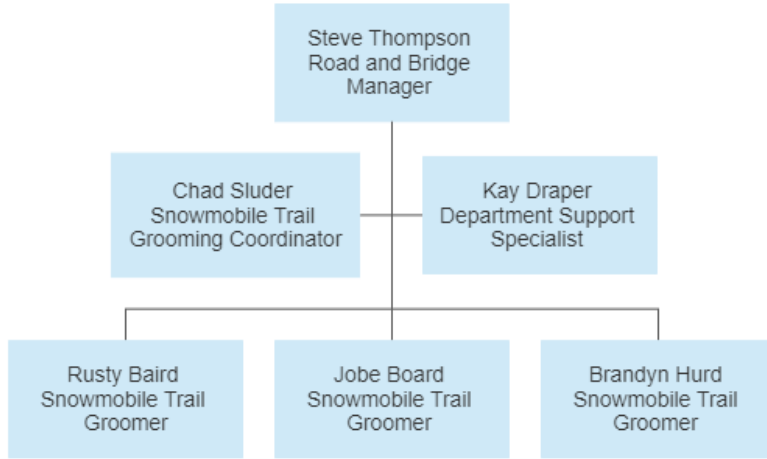 Steve Thompson
Road and Bridge
Manager
Chad Sluder
Snowmobile Trail
Grooming Coordinator
Kay Draper
Department Support
Specialist
Rusty Baird
Snowmobile Trail
Groomer
Jobe Board
Snowmobile Trail
Groomer
Brandyn Hurd
Snowmobile Trail
Groomer